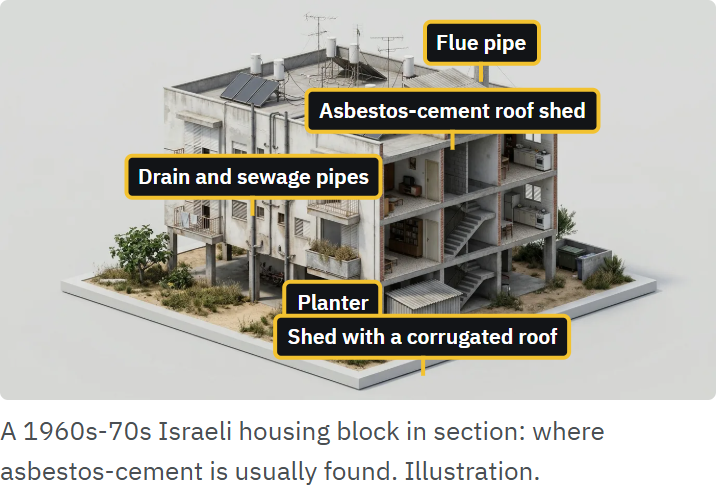 Flue pipe
Asbestos-cement roof shed
Drain and sewage pipes
Planter
Shed with a corrugated roof
A 1960s-70s Israeli housing block in section: where
asbestos-cement is usually found. Illustration.